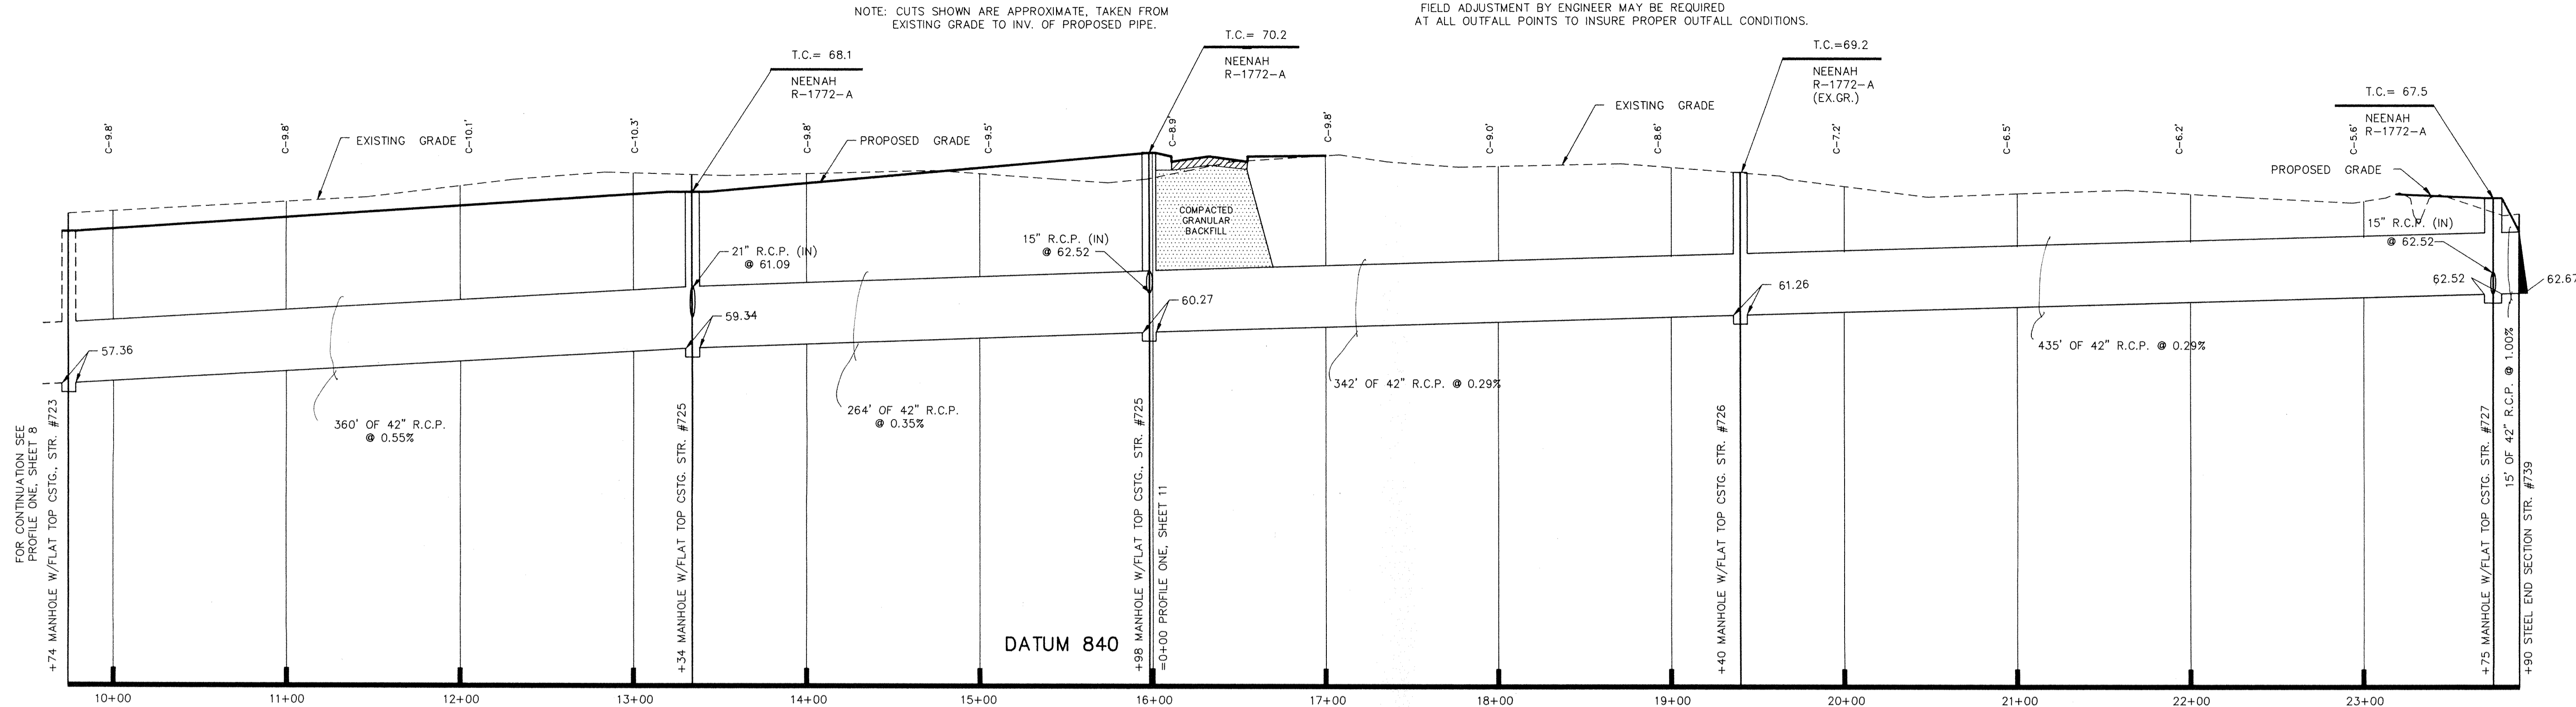 NOTE: CUTS SHOWN ARE APPROXIMATE, TAKEN FROM
EXISTING GRADE TO INV. OF PROPOSED PIPE.
FIELD ADJUSTMENT BY ENGINEER MAY BE REQUIRED
AT ALL OUTFALL POINTS TO INSURE PROPER OUTFALL CONDITIONS.
T.C.= 68.1
NEENAH
R-1772-A
T.C.= 70.2
NEENAH
R-1772-A
T.C.=69.2
NEENAH
R-1772-A
(EX.GR.)
T.C.= 67.5
NEENAH
R-1772-A
C-9.8'
C-9.8'
C-10.1'
C-10.3'
C-9.8'
C-9.5'
C-8.9'
C-9.8'
C-9.0'
C-8.6'
C-7.2'
C-6.5'
C-6.2'
C-5.6'
EXISTING GRADE
PROPOSED GRADE
EXISTING GRADE
PROPOSED GRADE
COMPACTED
GRANULAR
BACKFILL
21" R.C.P. (IN)
@ 61.09
15" R.C.P. (IN)
@ 62.52
15" R.C.P. (IN)
@ 62.52
57.36
59.34
60.27
61.26
62.52
62.67
360' OF 42" R.C.P.
@ 0.55%
264' OF 42" R.C.P.
@ 0.35%
342' OF 42" R.C.P. @ 0.29%
435' OF 42" R.C.P. @ 0.29%
15' OF 42" R.C.P. @ 1.00%
FOR CONTINUATION SEE
PROFILE ONE, SHEET 8
+74 MANHOLE W/FLAT TOP CSTG., STR. #723
+34 MANHOLE W/FLAT TOP CSTG. STR. #725
+98 MANHOLE W/FLAT TOP CSTG., STR. #725
=0+00 PROFILE ONE, SHEET 11
+40 MANHOLE W/FLAT TOP CSTG. STR. #726
+75 MANHOLE W/FLAT TOP CSTG. STR. #727
+90 STEEL END SECTION STR. #739
DATUM 840
10+00
11+00
12+00
13+00
14+00
15+00
16+00
17+00
18+00
19+00
20+00
21+00
22+00
23+00